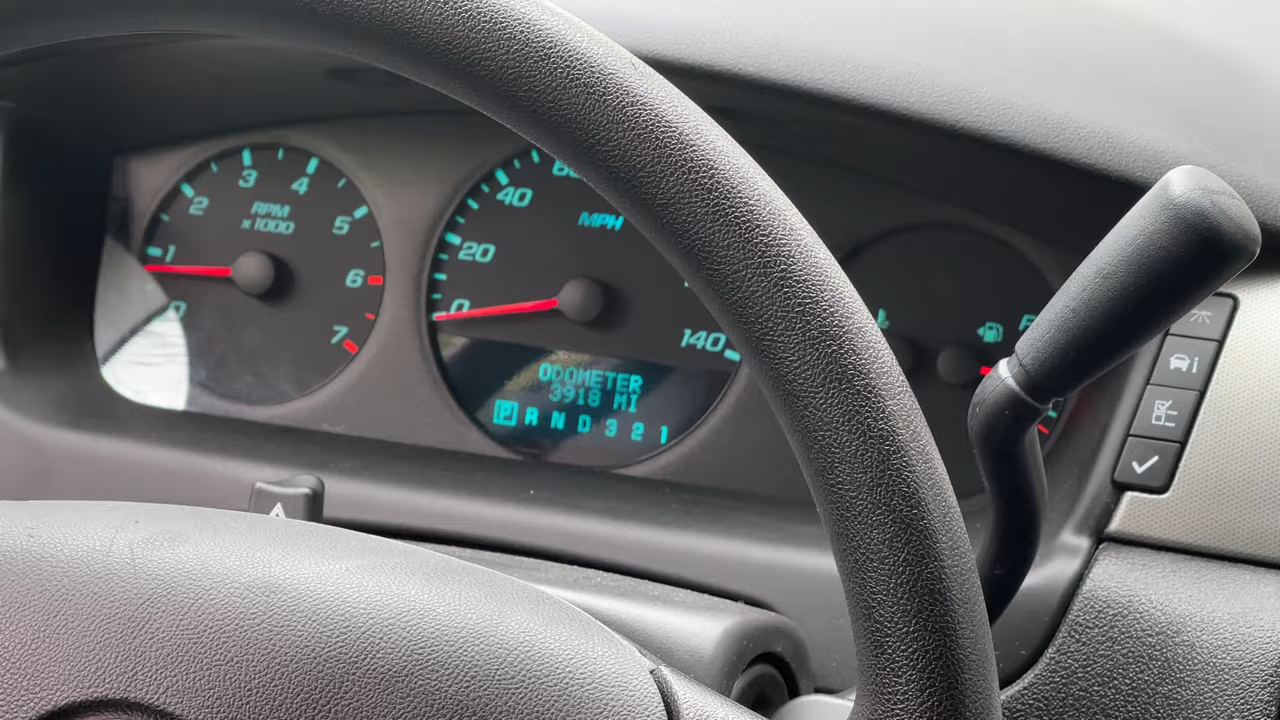 1 2 3 4 5 6 7
RPM
x1000
0 20 40
MPH
140
ODOMETER
3918 MI
P R N D 3 2 1
i